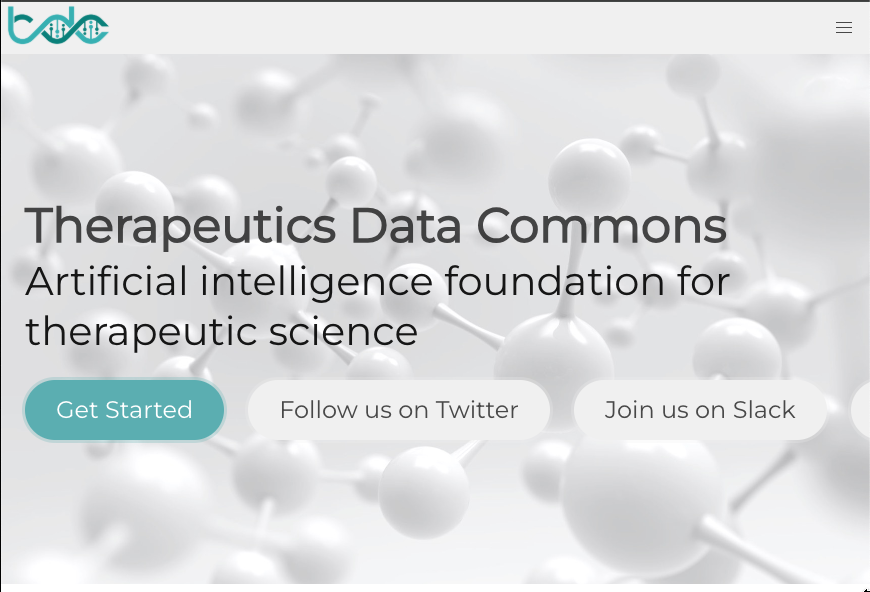 tdc
Therapeutics Data Commons
Artificial intelligence foundation for
therapeutic science
Get Started
Follow us on Twitter
Join us on Slack